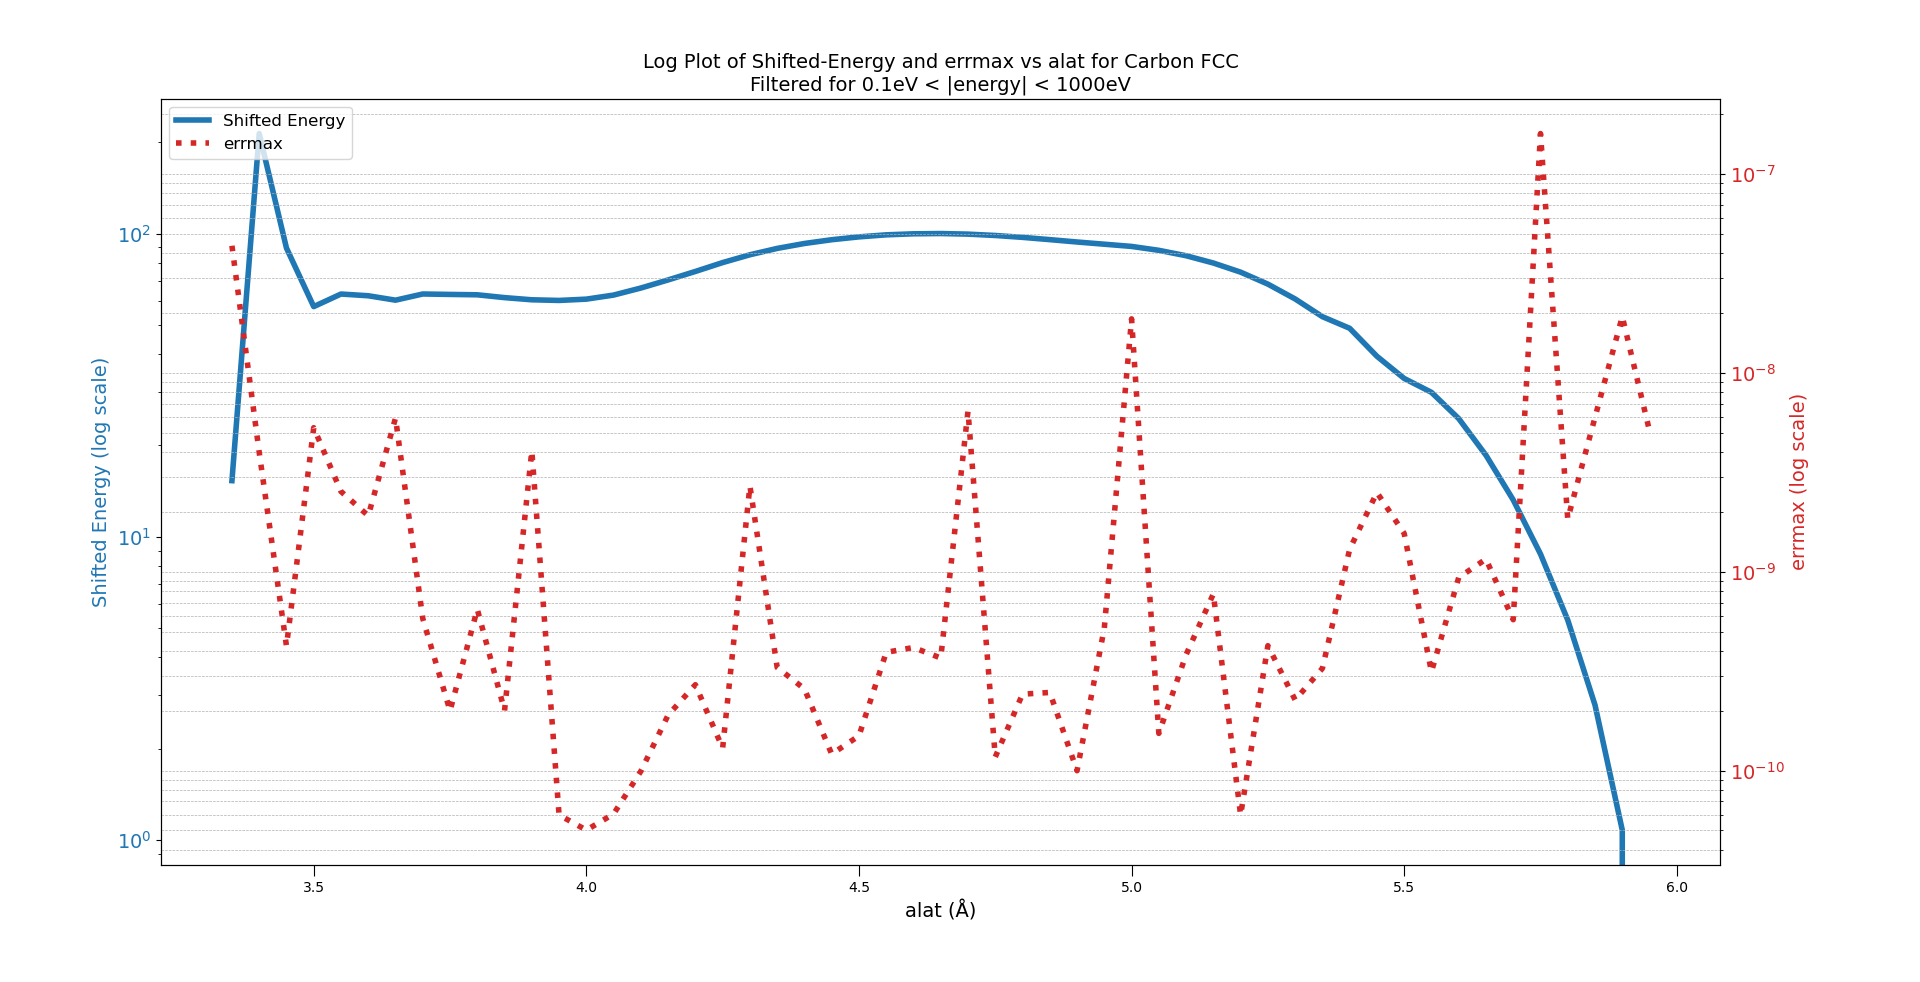 Log Plot of Shifted-Energy and errmax vs alat for Carbon FCC
Filtered for 0.1eV < |energy| < 1000eV
Shifted Energy
errmax
10²
10¹
10⁰
Shifted Energy (log scale)
10⁻⁷
10⁻⁸
10⁻⁹
10⁻¹⁰
errmax (log scale)
3.5 4.0 4.5 5.0 5.5 6.0
alat (Å)